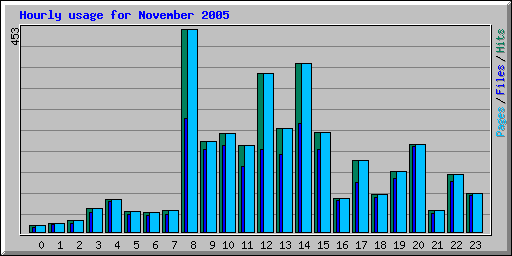 Hourly usage for November 2005
453
Pages/Files/Hits
0 1 2 3 4 5 6 7 8 9 10 11 12 13 14 15 16 17 18 19 20 21 22 23